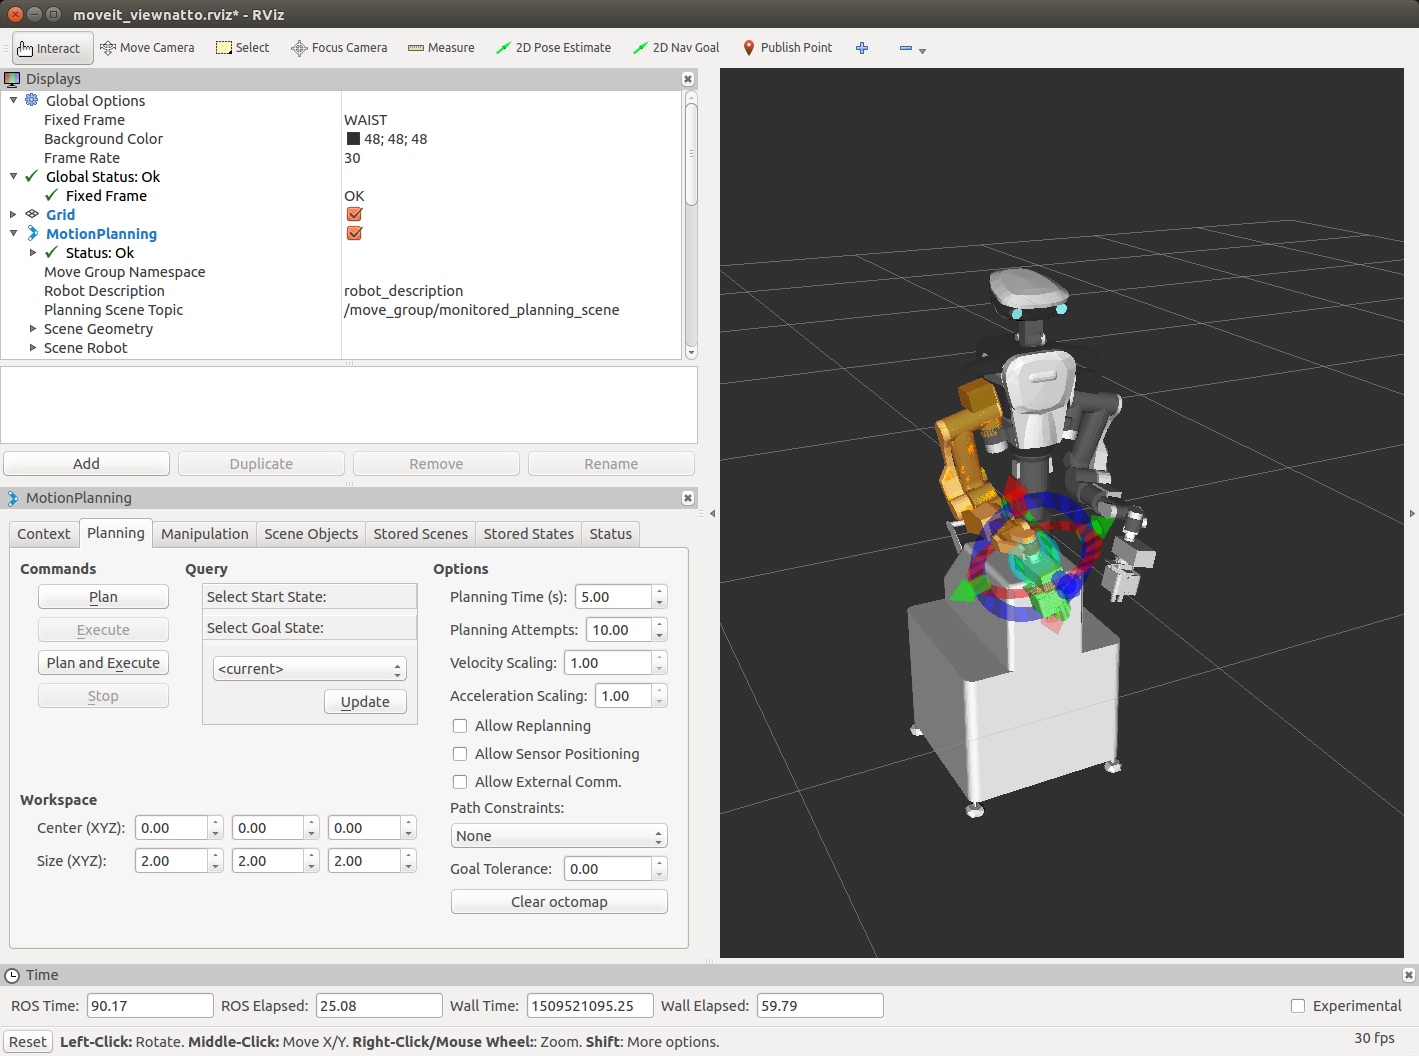 moveit_viewnatto.rviz* - RViz
Interact Move Camera Select Focus Camera Measure 2D Pose Estimate 2D Nav Goal Publish Point
Displays
Global Options
Fixed Frame WAIST
Background Color 48; 48; 48
Frame Rate 30
Global Status: Ok
Fixed Frame OK
Grid
MotionPlanning
Status: Ok
Move Group Namespace
Robot Description robot_description
Planning Scene Topic /move_group/monitored_planning_scene
Scene Geometry
Scene Robot
Add Duplicate Remove Rename
MotionPlanning
Context Planning Manipulation Scene Objects Stored Scenes Stored States Status
Commands Query Options
Plan Select Start State: Planning Time (s): 5.00
Execute Select Goal State: Planning Attempts: 10.00
Plan and Execute <current> Velocity Scaling: 1.00
Stop Update Acceleration Scaling: 1.00
Allow Replanning
Allow Sensor Positioning
Allow External Comm.
Workspace Path Constraints:
Center (XYZ): 0.00 0.00 0.00 None
Size (XYZ): 2.00 2.00 2.00 Goal Tolerance: 0.00
Clear octomap
Time
ROS Time: 90.17 ROS Elapsed: 25.08 Wall Time: 1509521095.25 Wall Elapsed: 59.79 Experimental
Reset Left-Click: Rotate. Middle-Click: Move X/Y. Right-Click/Mouse Wheel:: Zoom. Shift: More options. 30 fps